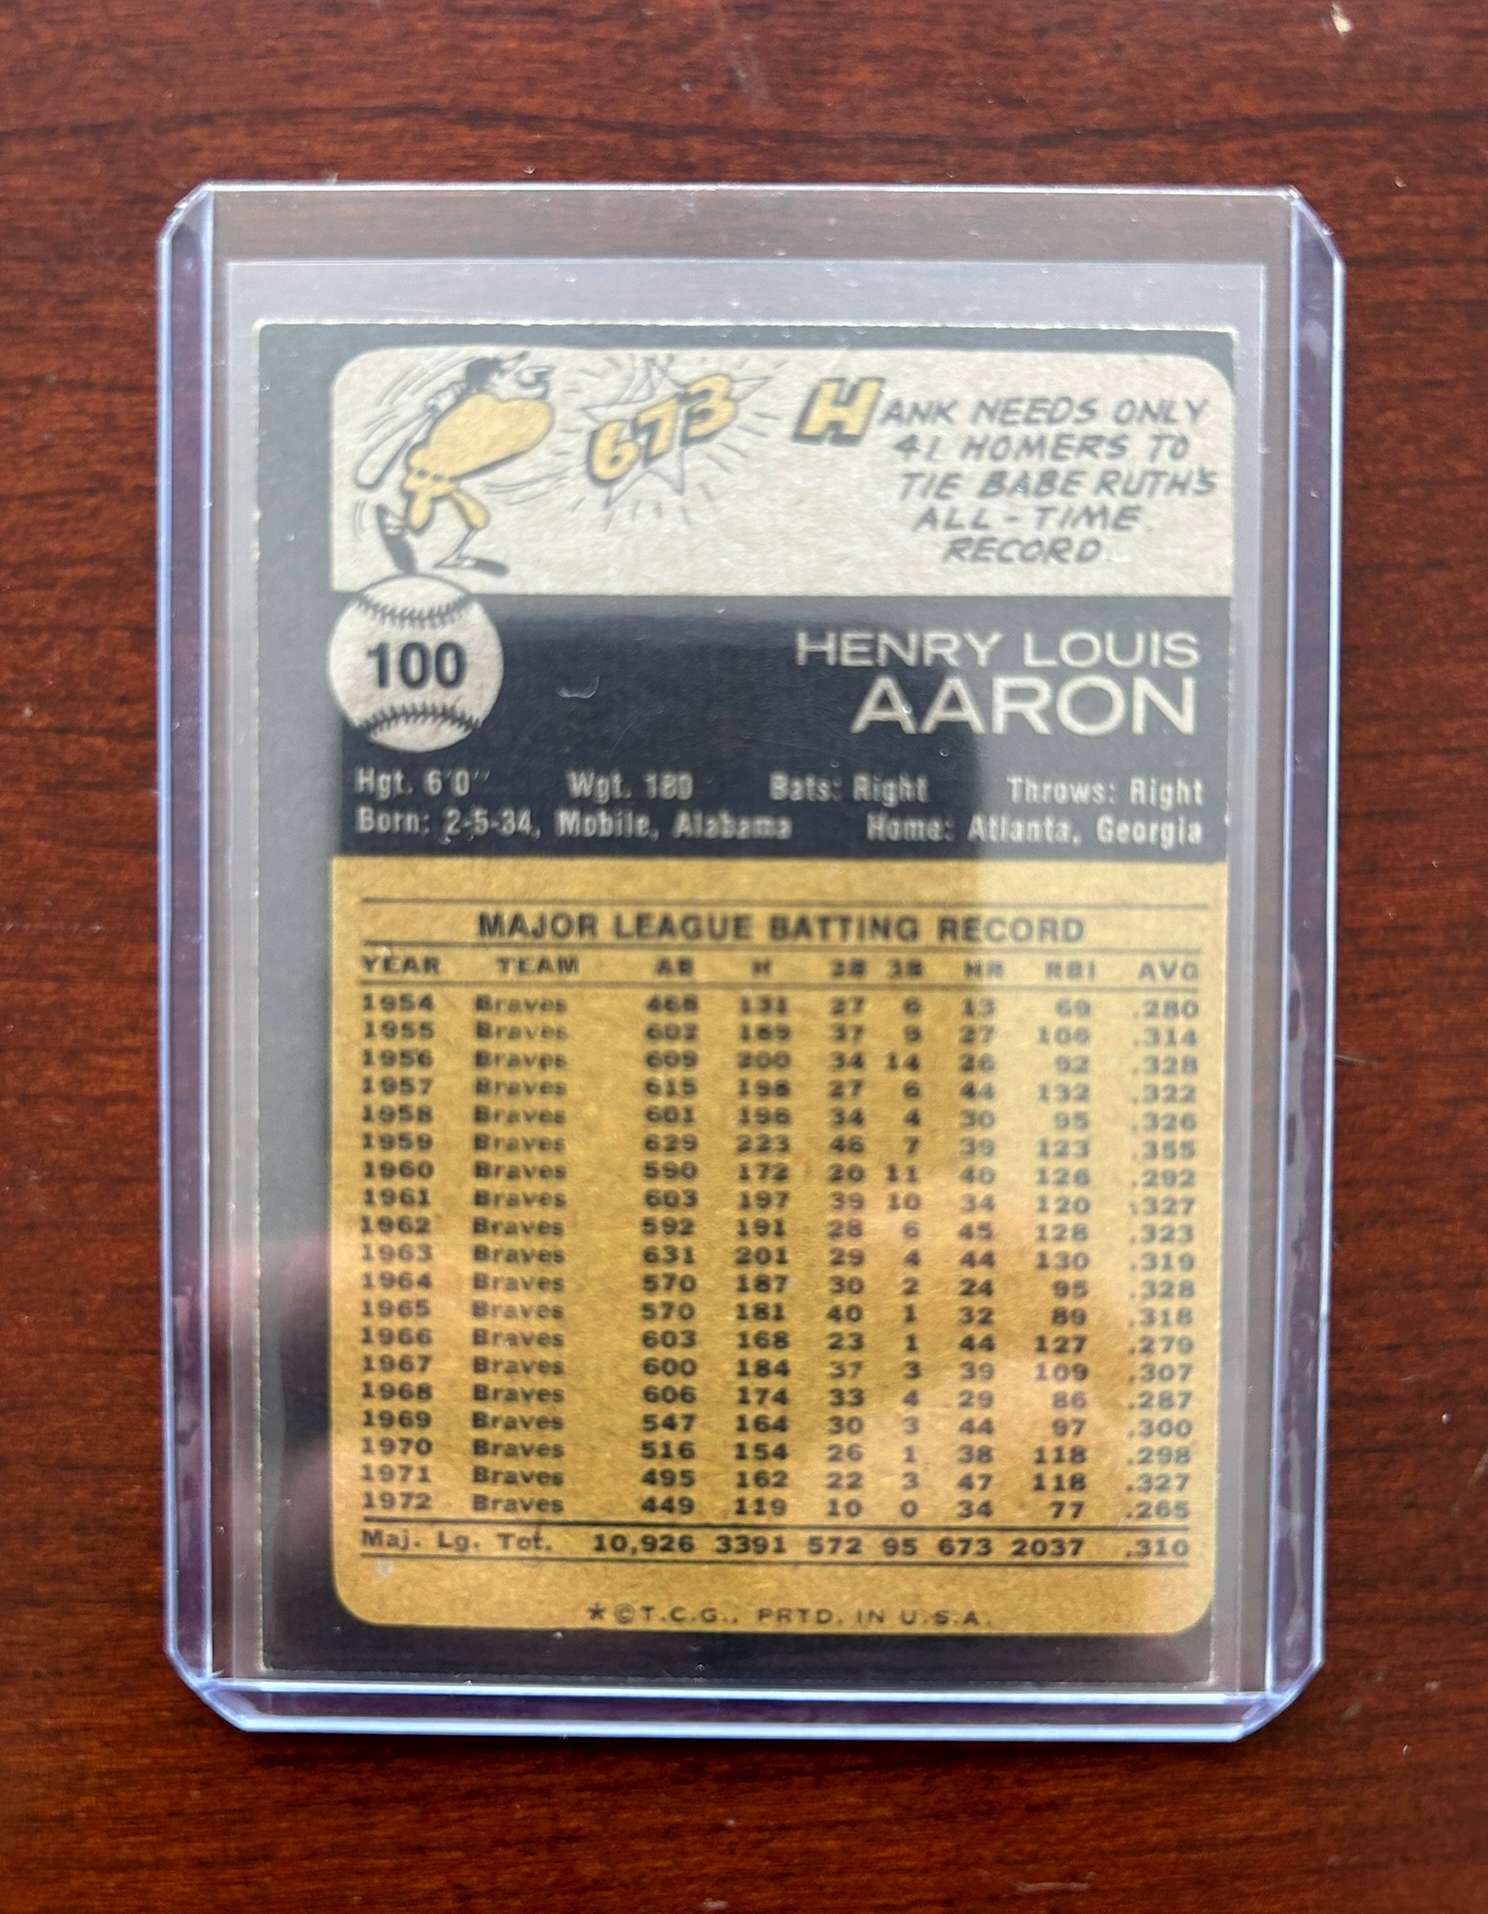 673
HANK NEEDS ONLY
41 HOMERS TO
TIE BABE RUTH'S
ALL-TIME
RECORD.
100
HENRY LOUIS
AARON
Hgt. 6'0" Wgt. 180 Bats: Right Throws: Right
Born: 2-5-34, Mobile, Alabama Home: Atlanta, Georgia
MAJOR LEAGUE BATTING RECORD
YEAR TEAM AB H 2B 3B HR RBI AVG
1954 Braves 468 131 27 6 13 69 .280
1955 Braves 602 189 37 9 27 106 .314
1956 Braves 609 200 34 14 26 92 .328
1957 Braves 615 198 27 6 44 132 .322
1958 Braves 601 196 34 4 30 95 .326
1959 Braves 629 223 46 7 39 123 .355
1960 Braves 590 172 20 11 40 126 .292
1961 Braves 603 197 39 10 34 120 .327
1962 Braves 592 191 28 6 45 128 .323
1963 Braves 631 201 29 4 44 130 .319
1964 Braves 570 187 30 2 24 95 .328
1965 Braves 570 181 40 1 32 89 .318
1966 Braves 603 168 23 1 44 127 .279
1967 Braves 600 184 37 3 39 109 .307
1968 Braves 606 174 33 4 29 86 .287
1969 Braves 547 164 30 3 44 97 .300
1970 Braves 516 154 26 1 38 118 .298
1971 Braves 495 162 22 3 47 118 .327
1972 Braves 449 119 10 0 34 77 .265
Maj. Lg. Tot. 10,926 3391 572 95 673 2037 .310
*©T.C.G., PRTD. IN U.S.A.